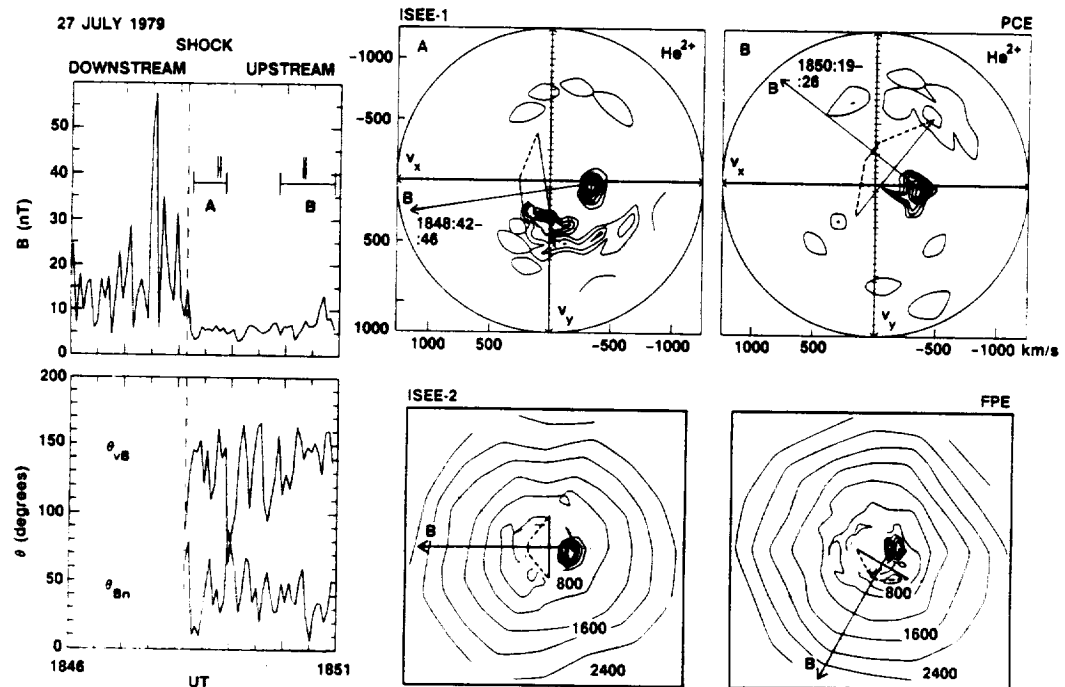 27 JULY 1979
SHOCK
DOWNSTREAM UPSTREAM
50
40
30
20
10
0
B (nT)
A
B
200
150
100
50
0
θ (degrees)
θvB
θBn
1846 1851
UT
ISEE-1
A He2+
-1000
-500
500
1000
vx
B
1848:42–
:46
vy
1000 500 -500 -1000
PCE
B He2+
1850:19–
:26
B
vx
vy
1000 500 -500 -1000 km/s
ISEE-2
B
800
1600
2400
FPE
800
1600
B
2400